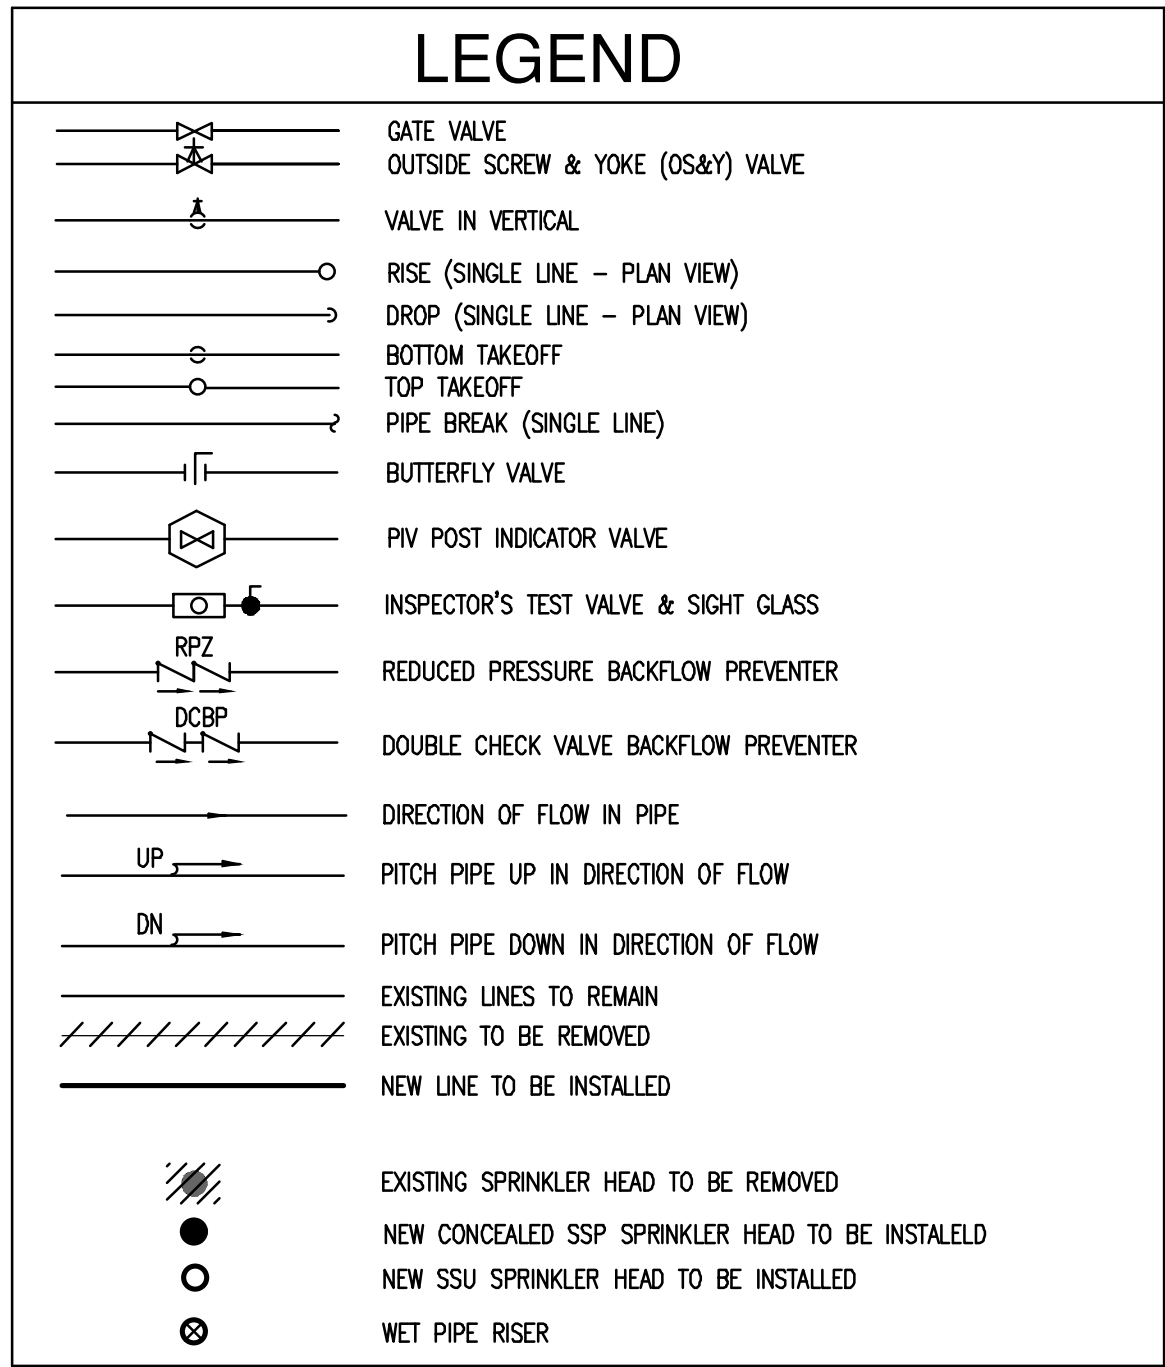 LEGEND
GATE VALVE
OUTSIDE SCREW & YOKE (OS&Y) VALVE
VALVE IN VERTICAL
RISE (SINGLE LINE – PLAN VIEW)
DROP (SINGLE LINE – PLAN VIEW)
BOTTOM TAKEOFF
TOP TAKEOFF
PIPE BREAK (SINGLE LINE)
BUTTERFLY VALVE
PIV POST INDICATOR VALVE
INSPECTOR'S TEST VALVE & SIGHT GLASS
RPZ
REDUCED PRESSURE BACKFLOW PREVENTER
DCBP
DOUBLE CHECK VALVE BACKFLOW PREVENTER
DIRECTION OF FLOW IN PIPE
UP
PITCH PIPE UP IN DIRECTION OF FLOW
DN
PITCH PIPE DOWN IN DIRECTION OF FLOW
EXISTING LINES TO REMAIN
EXISTING TO BE REMOVED
NEW LINE TO BE INSTALLED
EXISTING SPRINKLER HEAD TO BE REMOVED
NEW CONCEALED SSP SPRINKLER HEAD TO BE INSTALELD
NEW SSU SPRINKLER HEAD TO BE INSTALLED
WET PIPE RISER